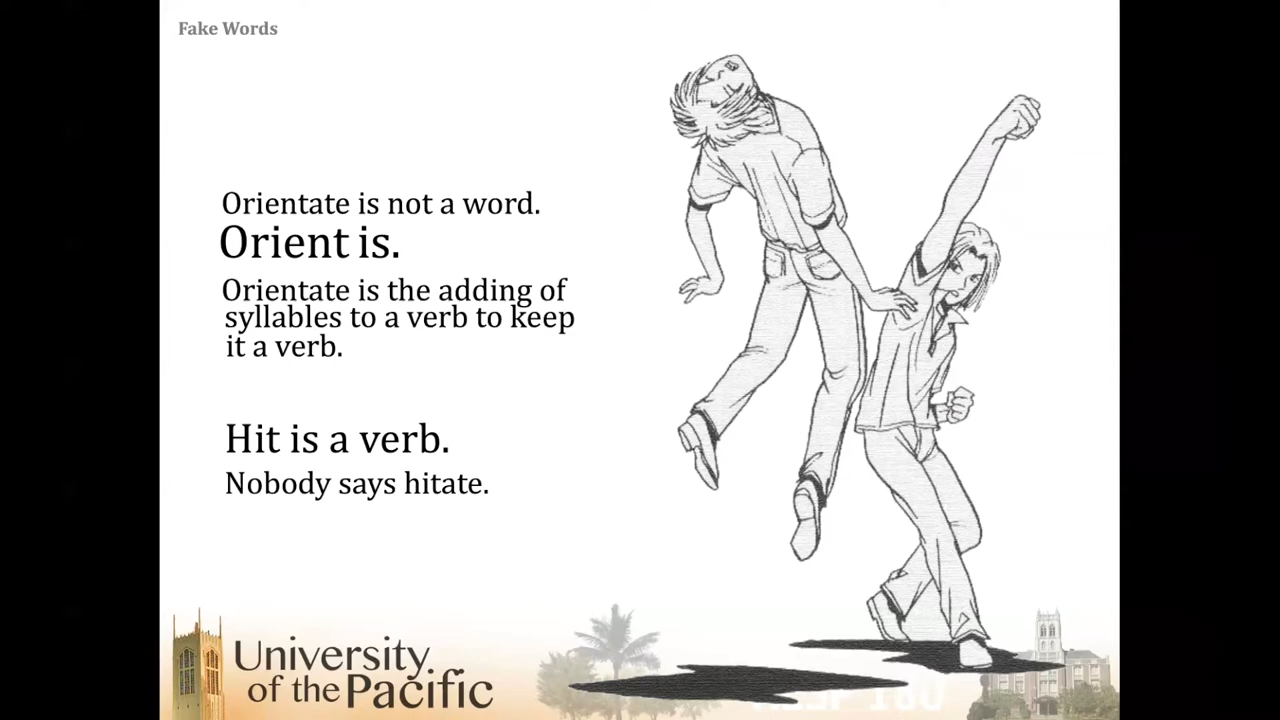 Fake Words
Orientate is not a word.
Orient is.
Orientate is the adding of
syllables to a verb to keep
it a verb.
Hit is a verb.
Nobody says hitate.
University
of the Pacific